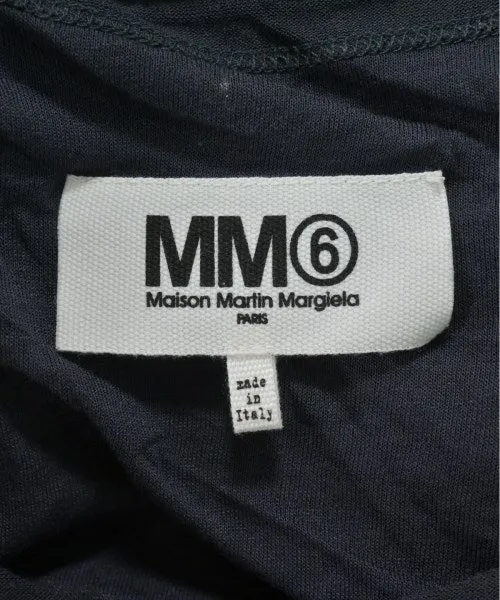 MM⑥
Maison Martin Margiela
PARIS
made
in
Italy